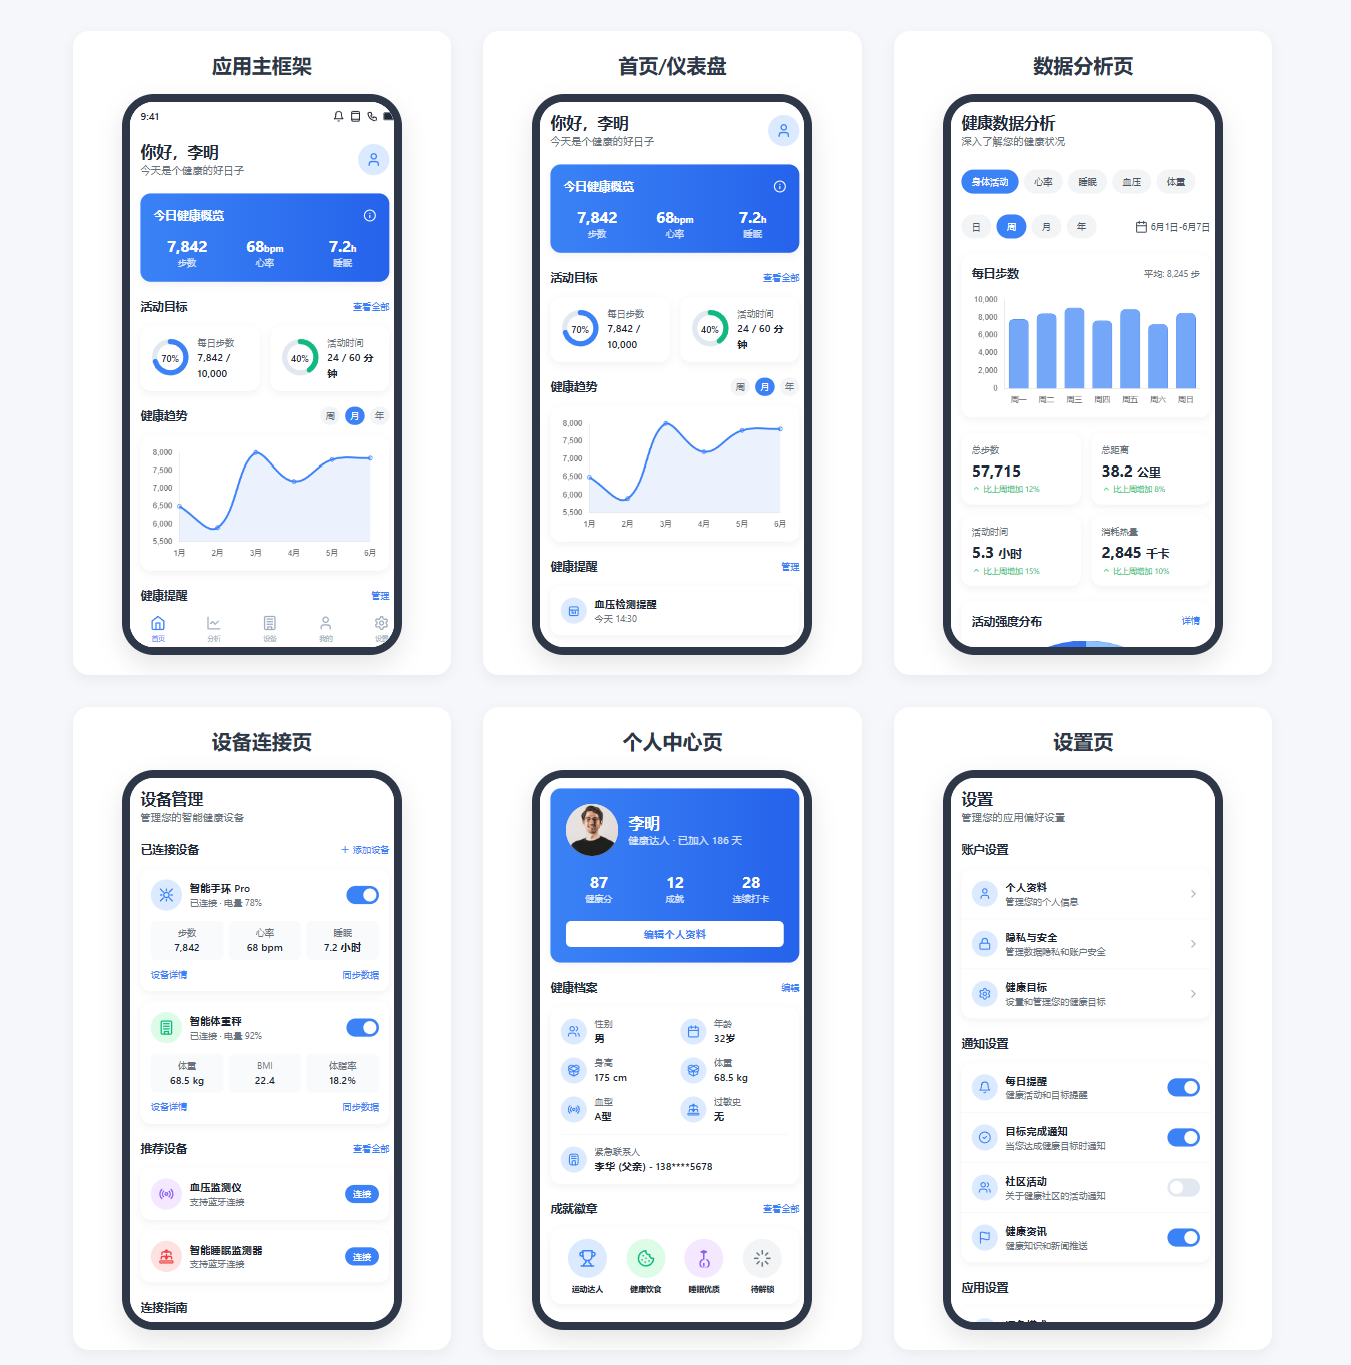 应用主框架
9:41
你好，李明
今天是个健康的好日子
今日健康概览
7,842
68bpm
7.2h
步数
心率
睡眠
活动目标
查看全部
70%
每日步数
7,842 /
10,000
40%
活动时间
24 / 60 分
钟
健康趋势
周
月
年
8,000
7,500
7,000
6,500
6,000
5,500
1月
2月
3月
4月
5月
6月
健康提醒
管理
首页
分析
设备
我的
设置
首页/仪表盘
你好，李明
今天是个健康的好日子
今日健康概览
7,842
68bpm
7.2h
步数
心率
睡眠
活动目标
查看全部
70%
每日步数
7,842 /
10,000
40%
活动时间
24 / 60 分
钟
健康趋势
周
月
年
8,000
7,500
7,000
6,500
6,000
5,500
1月
2月
3月
4月
5月
6月
健康提醒
管理
血压检测提醒
今天 14:30
数据分析页
健康数据分析
深入了解您的健康状况
身体活动
心率
睡眠
血压
体重
日
周
月
年
6月1日-6月7日
每日步数
平均: 8,245 步
10,000
8,000
6,000
4,000
2,000
0
周一
周二
周三
周四
周五
周六
周日
总步数
57,715
比上周增加 12%
总距离
38.2 公里
比上周增加 8%
活动时间
5.3 小时
比上周增加 15%
消耗热量
2,845 千卡
比上周增加 10%
活动强度分布
详情
设备连接页
设备管理
管理您的智能健康设备
已连接设备
添加设备
智能手环 Pro
已连接 · 电量 78%
步数
7,842
心率
68 bpm
睡眠
7.2 小时
设备详情
同步数据
智能体重秤
已连接 · 电量 92%
体重
68.5 kg
BMI
22.4
体脂率
18.2%
设备详情
同步数据
推荐设备
查看全部
血压监测仪
支持蓝牙连接
连接
智能睡眠监测器
支持蓝牙连接
连接
连接指南
个人中心页
李明
健康达人 · 已加入 186 天
87
12
28
健康分
成就
连续打卡
编辑个人资料
健康档案
编辑
性别
男
年龄
32岁
身高
175 cm
体重
68.5 kg
血型
A型
过敏史
无
紧急联系人
李华 (父亲) - 138****5678
成就徽章
查看全部
运动达人
健康饮食
睡眠优质
待解锁
设置页
设置
管理您的应用偏好设置
账户设置
个人资料
管理您的个人信息
隐私与安全
管理数据隐私和账户安全
健康目标
设置和管理您的健康目标
通知设置
每日提醒
健康活动和目标提醒
目标完成通知
当您达成健康目标时通知
社区活动
关于健康社区的活动通知
健康资讯
健康知识和新闻推送
应用设置